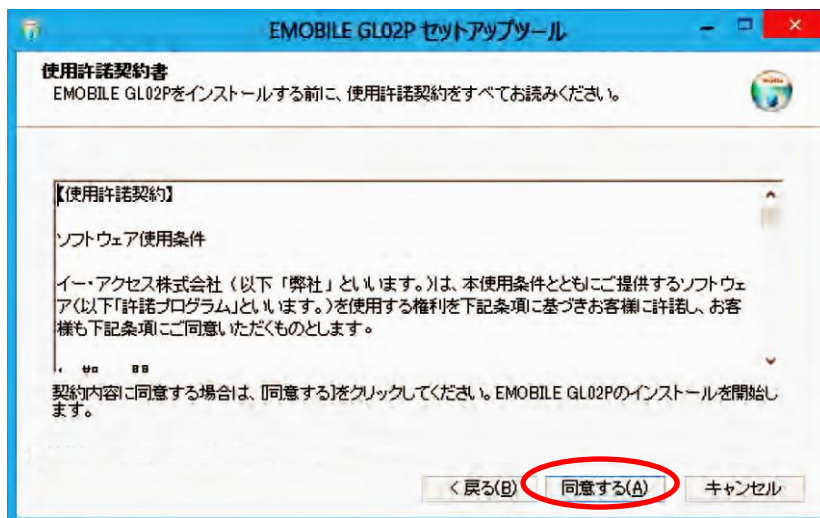 EMOBILE GL02P セットアップツール
使用許諾契約書
EMOBILE GL02Pをインストールする前に、使用許諾契約をすべてお読みください。
【使用許諾契約】
ソフトウェア使用条件
イー・アクセス株式会社（以下「弊社」といいます。）は、本使用条件とともにご提供するソフトウェ
ア（以下「許諾プログラム」といいます。）を使用する権利を下記条項に基づきお客様に許諾し、お客
様も下記条項にご同意いただくものとします。
契約内容に同意する場合は、[同意する]をクリックしてください。EMOBILE GL02Pのインストールを開始し
ます。
< 戻る(B) 同意する(A) キャンセル